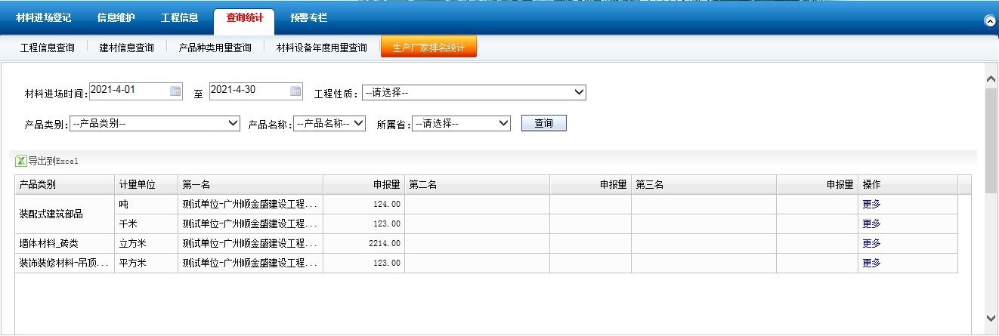 材料进场登记 信息维护 工程信息 查询统计 预警专栏
工程信息查询 建材信息查询 产品种类用量查询 材料设备年度用量查询 生产厂家排名统计
材料进场时间: 2021-4-01 至 2021-4-30 工程性质: --请选择--
产品类别: --产品类别-- 产品名称: --产品名称-- 所属省: --请选择-- 查询
导出到Excel
产品类别 计量单位 第一名 申报量 第二名 申报量 第三名 申报量 操作
装配式建筑部品 吨 测试单位-广州顺金盛建设工程... 124.00 更多
千米 测试单位-广州顺金盛建设工程... 123.00 更多
墙体材料_砖类 立方米 测试单位-广州顺金盛建设工程... 2214.00 更多
装饰装修材料-吊顶... 平方米 测试单位-广州顺金盛建设工程... 123.00 更多